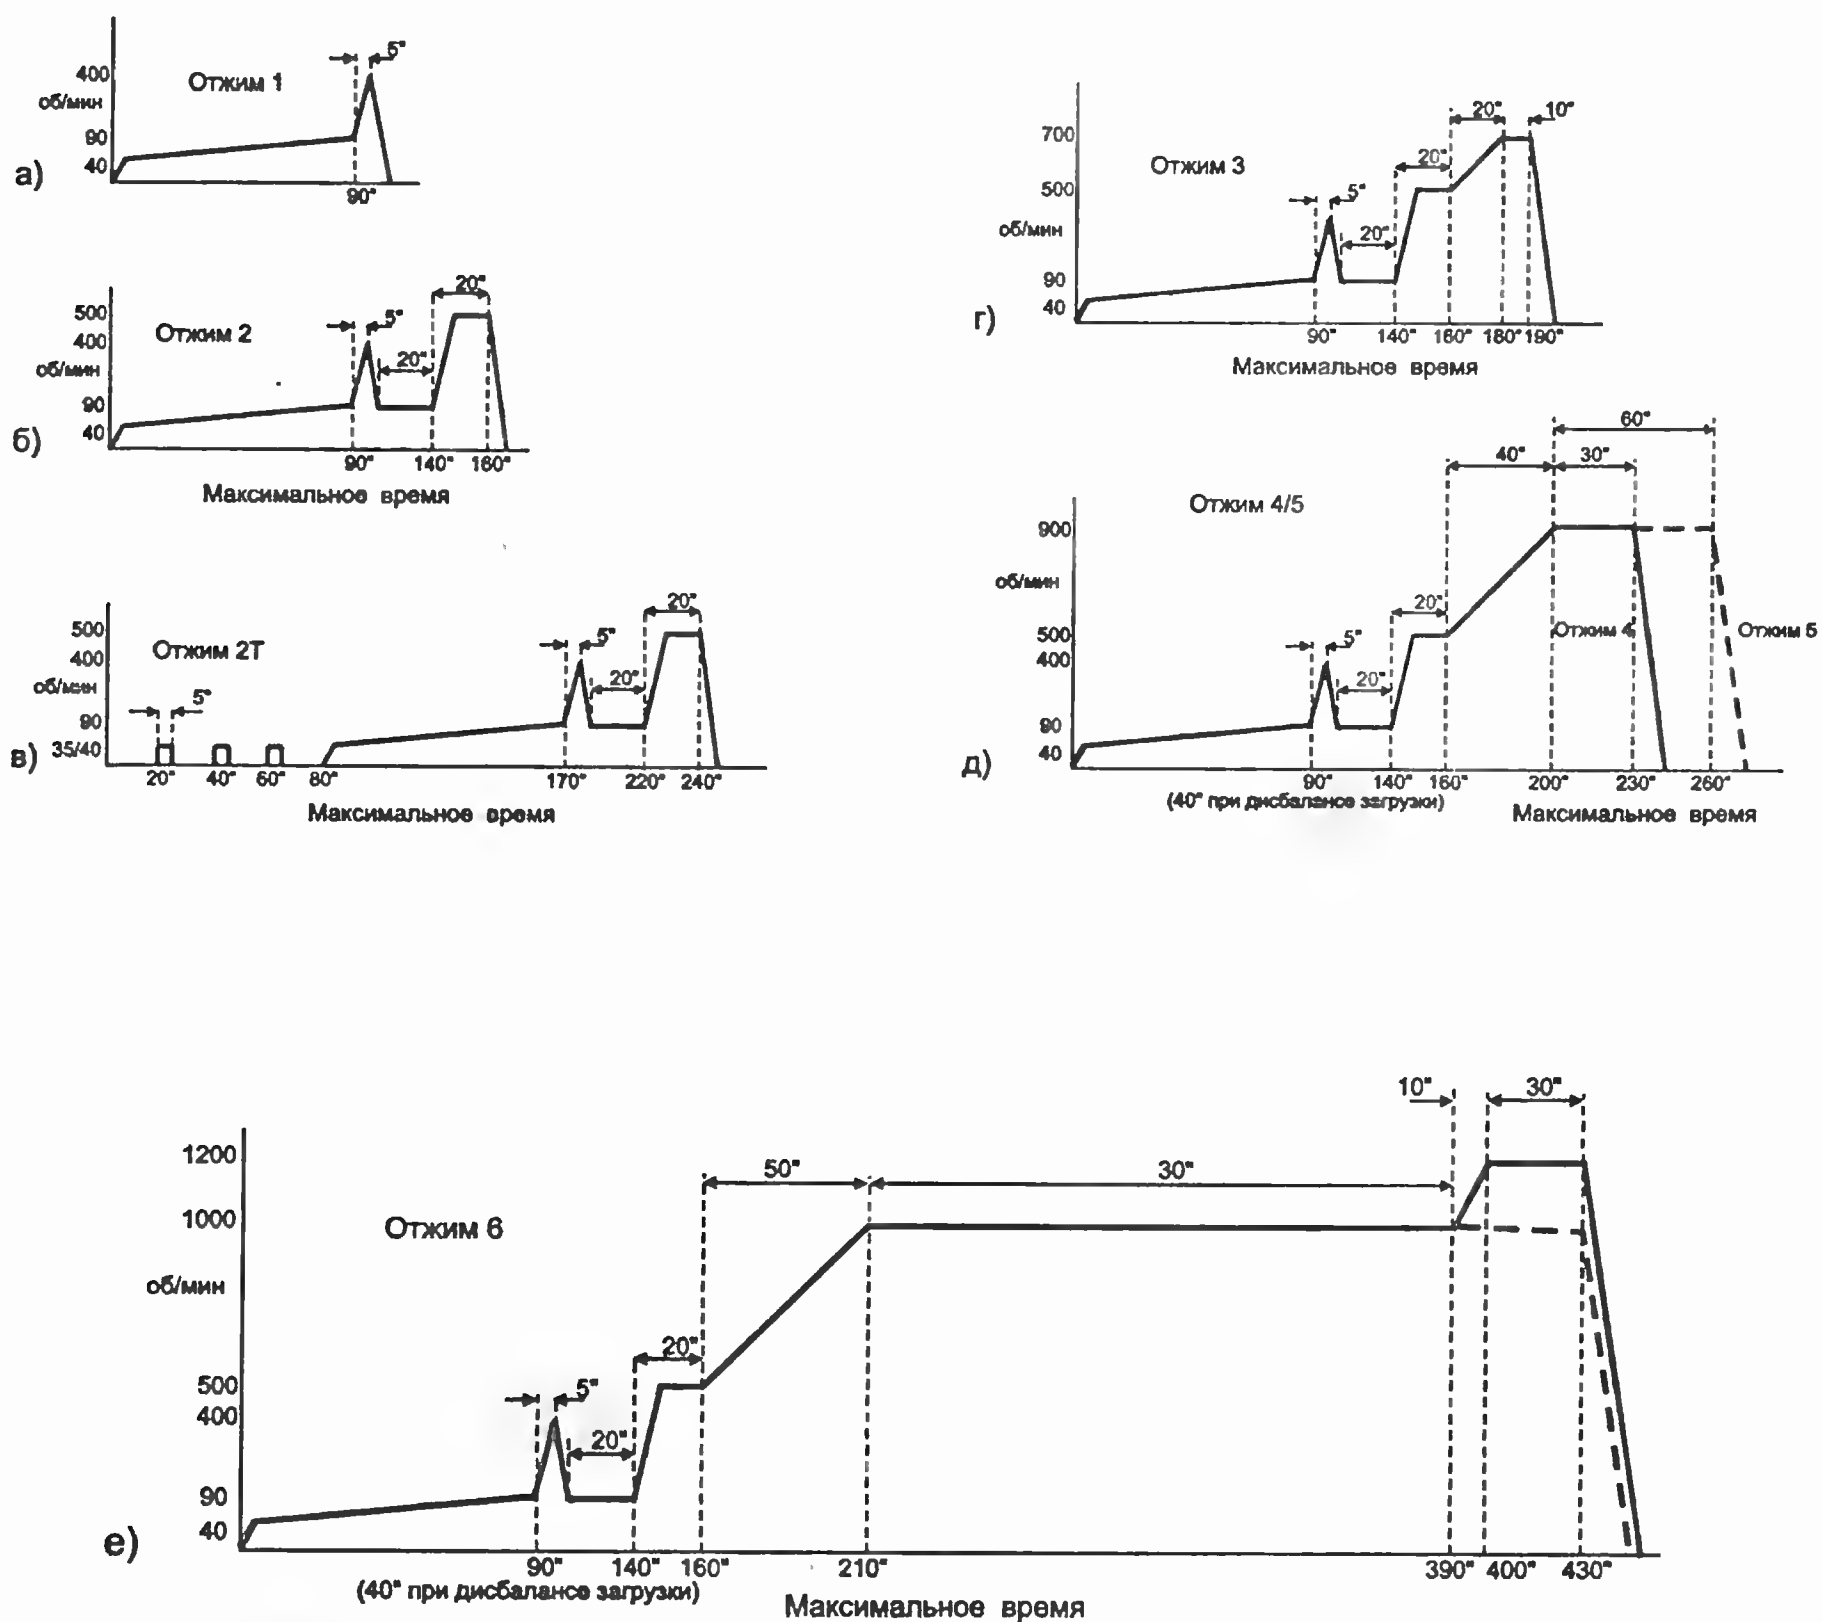 5"
400
Отжим 1
об/мин
90
40
а)
90"
20"
500
5"
Отжим 2
400
20"
об/мин
90
40
б)
90" 140" 160"
Максимальное время
20"
500
5"
Отжим 2Т
400
20"
об/мин
5"
90
35/40
в)
20" 40" 60" 80" 170" 220" 240"
Максимальное время
20" 10"
700
20"
Отжим 3
500
5"
об/мин
20"
90
40
г)
90" 140" 160" 180" 190"
Максимальное время
60"
40" 30"
Отжим 4/5
900
об/мин
20"
500
5"
Отжим 4
Отжим 5
400
20"
90
40
д)
90" 140" 160" 200" 230" 260"
(40" при дисбалансе загрузки)
Максимальное время
10" 30"
1200
50" 30"
1000
Отжим 6
об/мин
20"
500
5"
400
20"
90
40
е)
90" 140" 160" 210" 390" 400" 430"
(40" при дисбалансе загрузки)
Максимальное время